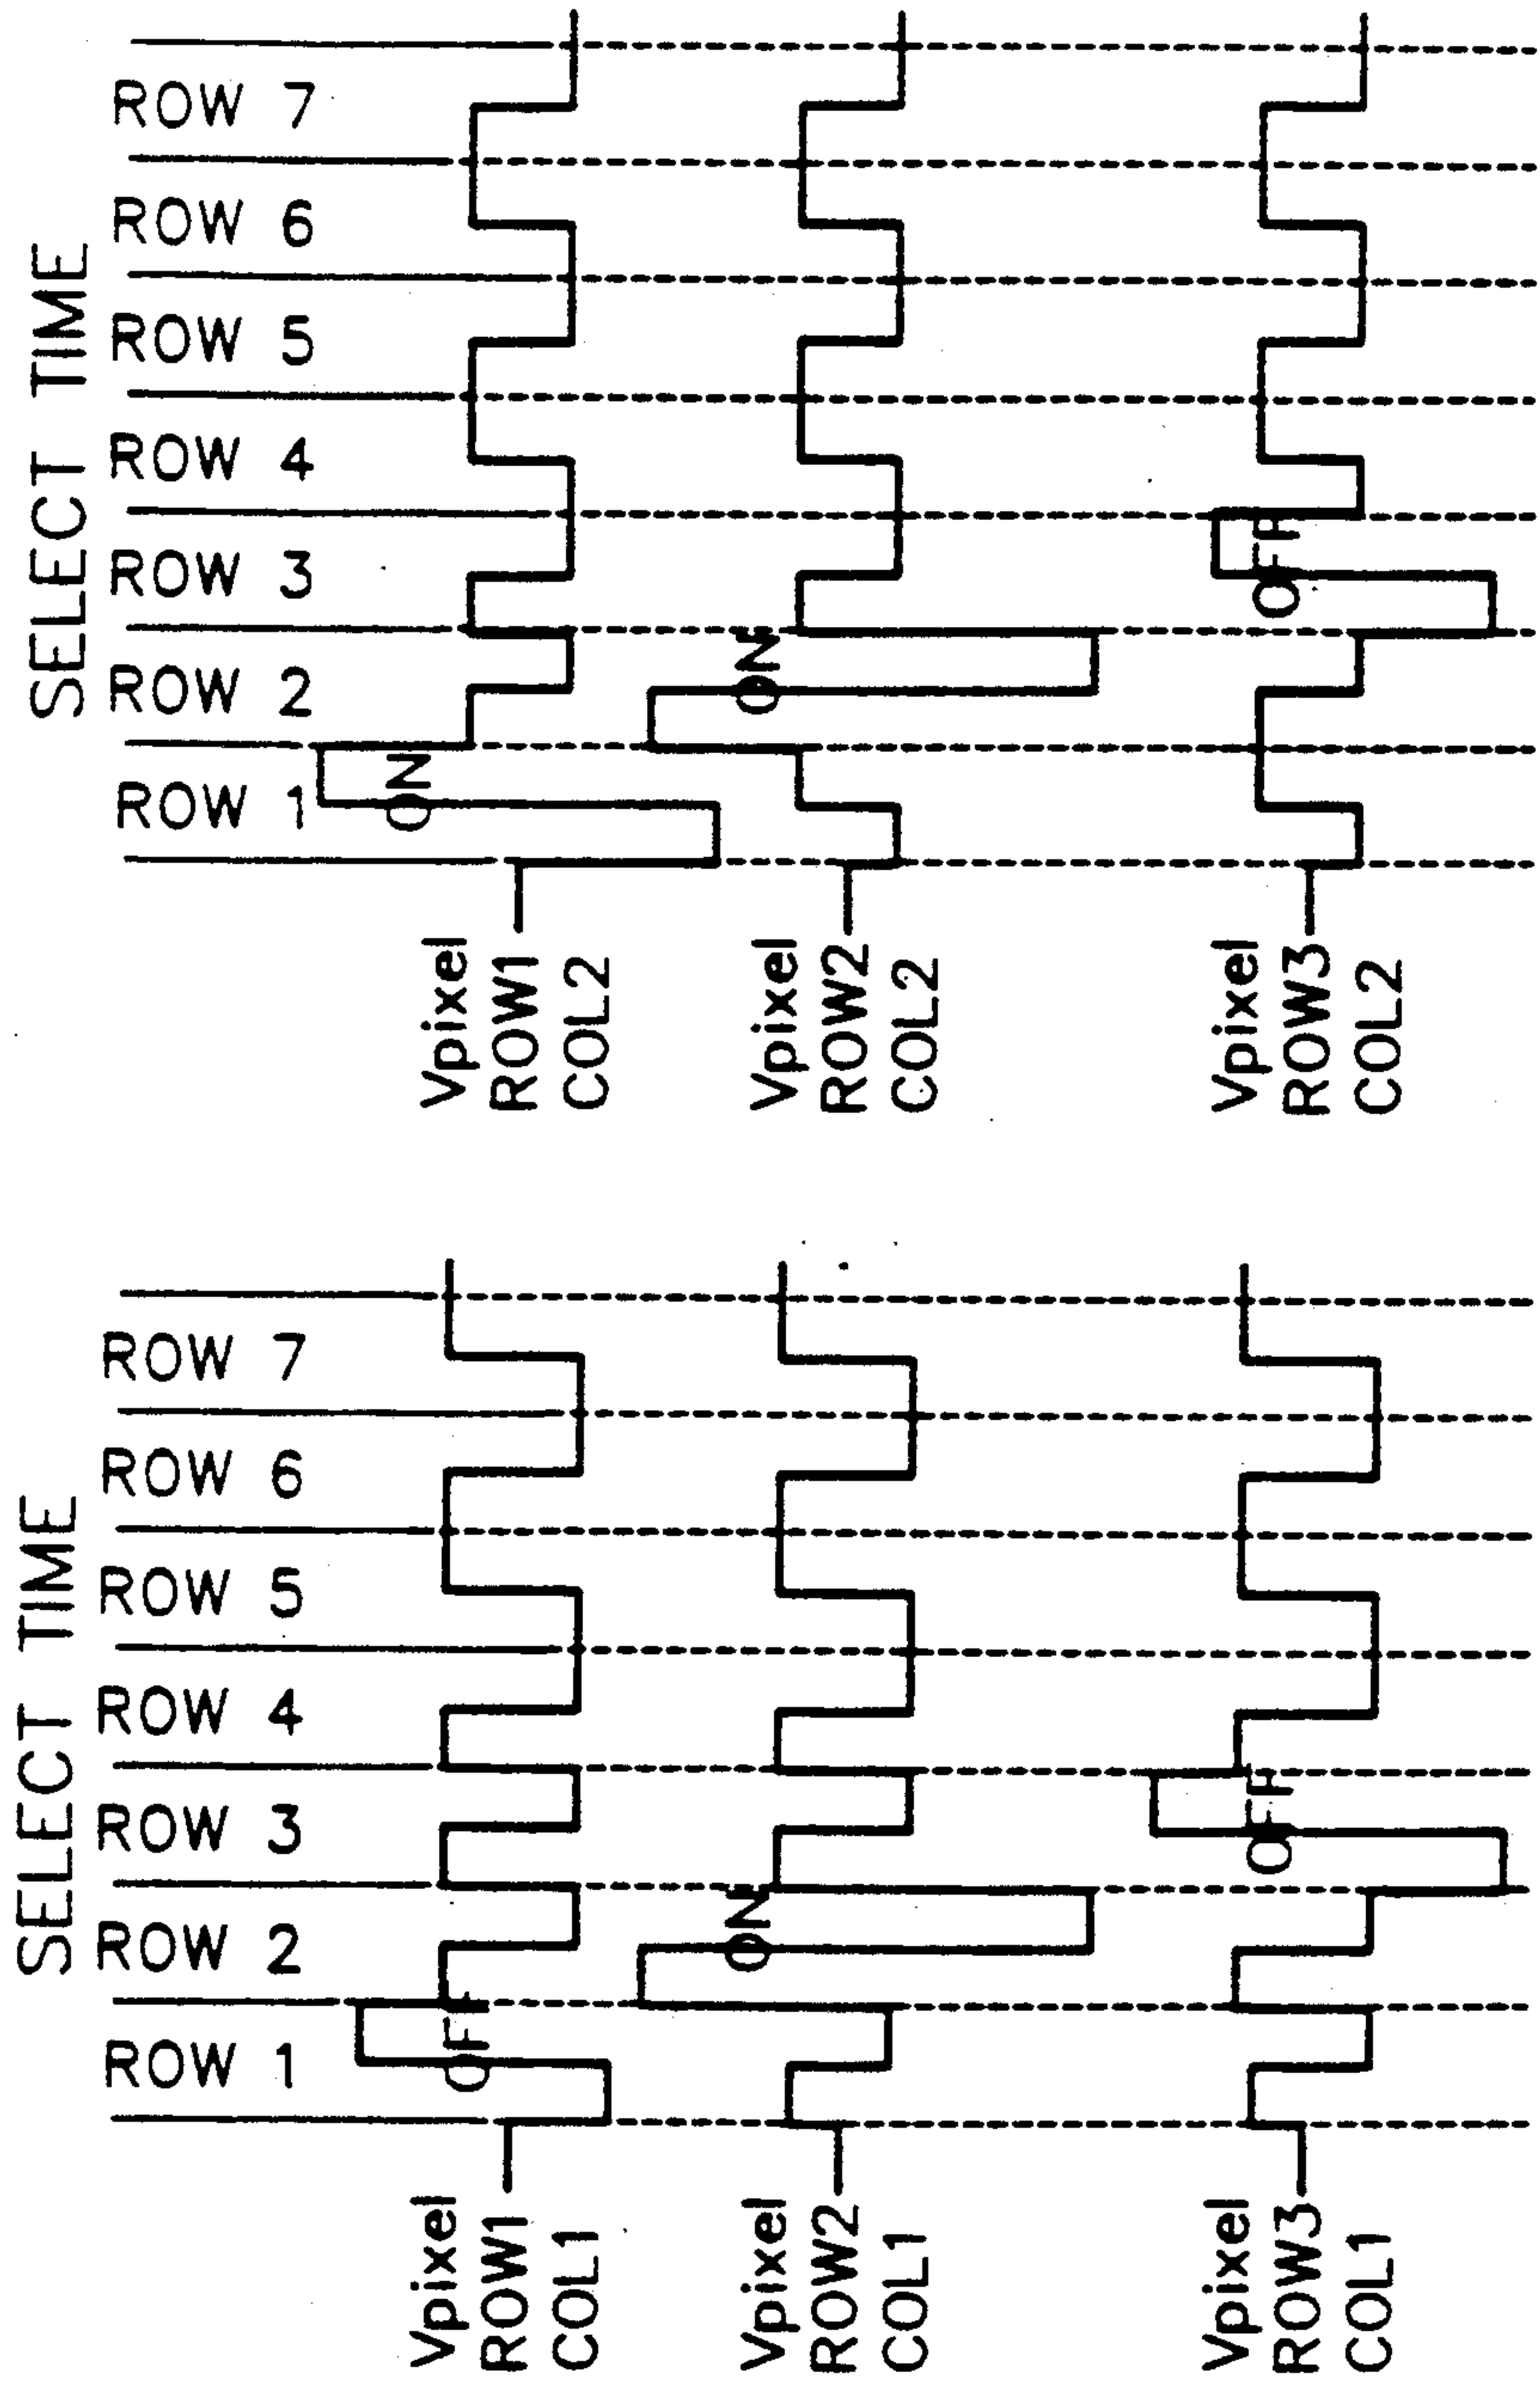 SELECT TIME
ROW 1 ROW 2 ROW 3 ROW 4 ROW 5 ROW 6 ROW 7
Vpixel
ROW1
COL1
OFF
Vpixel
ROW2
COL1
ON
Vpixel
ROW3
COL1
OFF
SELECT TIME
ROW 1 ROW 2 ROW 3 ROW 4 ROW 5 ROW 6 ROW 7
Vpixel
ROW1
COL2
ON
Vpixel
ROW2
COL2
ON
Vpixel
ROW3
COL2
OFF